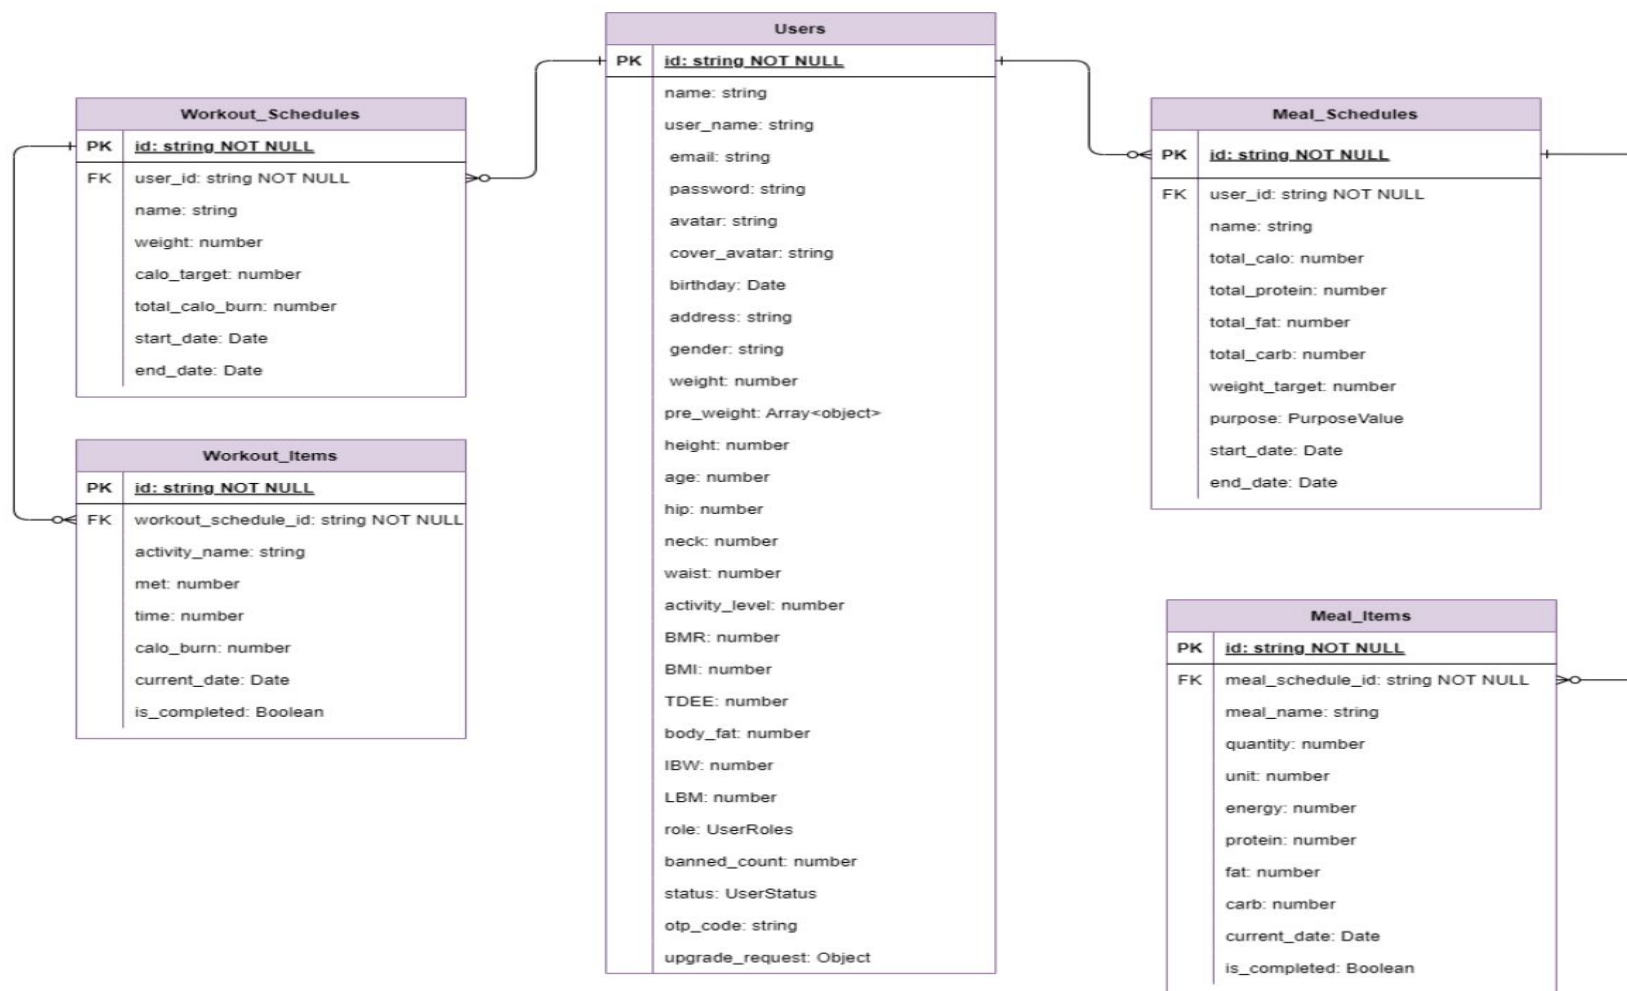 Users
PK id: string NOT NULL
name: string
user_name: string
email: string
password: string
avatar: string
cover_avatar: string
birthday: Date
address: string
gender: string
weight: number
pre_weight: Array<object>
height: number
age: number
hip: number
neck: number
waist: number
activity_level: number
BMR: number
BMI: number
TDEE: number
body_fat: number
IBW: number
LBM: number
role: UserRoles
banned_count: number
status: UserStatus
otp_code: string
upgrade_request: Object
Workout_Schedules
PK id: string NOT NULL
FK user_id: string NOT NULL
name: string
weight: number
calo_target: number
total_calo_burn: number
start_date: Date
end_date: Date
Workout_Items
PK id: string NOT NULL
FK workout_schedule_id: string NOT NULL
activity_name: string
met: number
time: number
calo_burn: number
current_date: Date
is_completed: Boolean
Meal_Schedules
PK id: string NOT NULL
FK user_id: string NOT NULL
name: string
total_calo: number
total_protein: number
total_fat: number
total_carb: number
weight_target: number
purpose: PurposeValue
start_date: Date
end_date: Date
Meal_Items
PK id: string NOT NULL
FK meal_schedule_id: string NOT NULL
meal_name: string
quantity: number
unit: number
energy: number
protein: number
fat: number
carb: number
current_date: Date
is_completed: Boolean